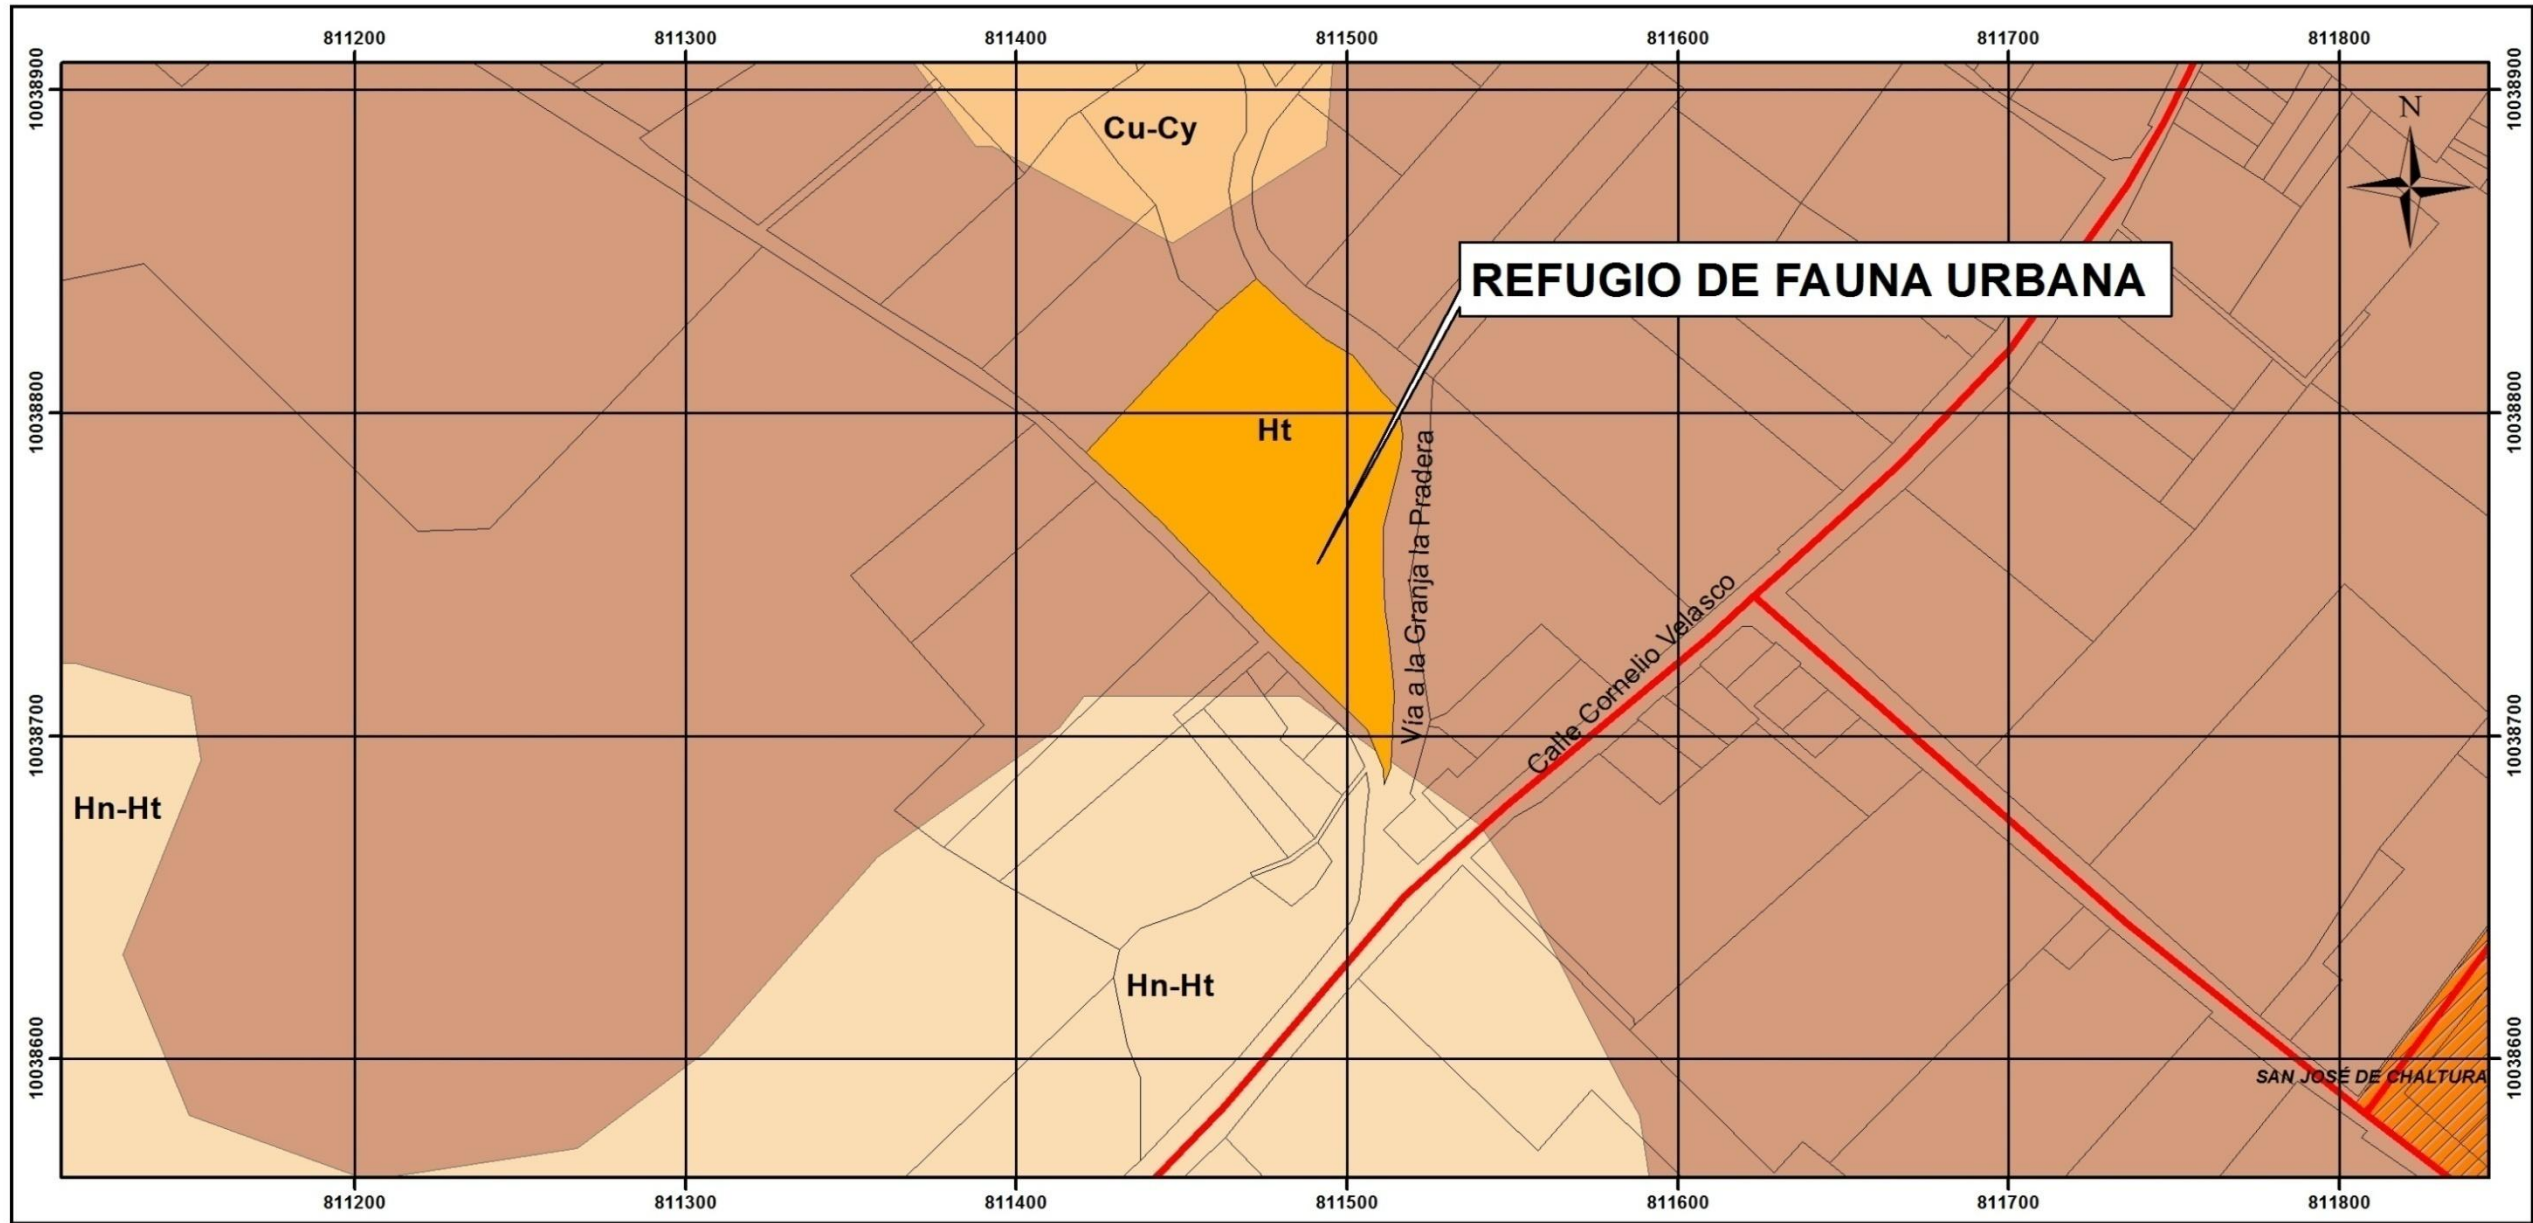 811200 811300 811400 811500 811600 811700 811800
10038900
10038900
N
Cu-Cy
REFUGIO DE FAUNA URBANA
10038800
10038800
Ht
Vía a la Granja la Pradera
Calle Cornelio Velasco
10038700
10038700
Hn-Ht
Hn-Ht
10038600
10038600
SAN JOSÉ DE CHALTURA
811200 811300 811400 811500 811600 811700 811800